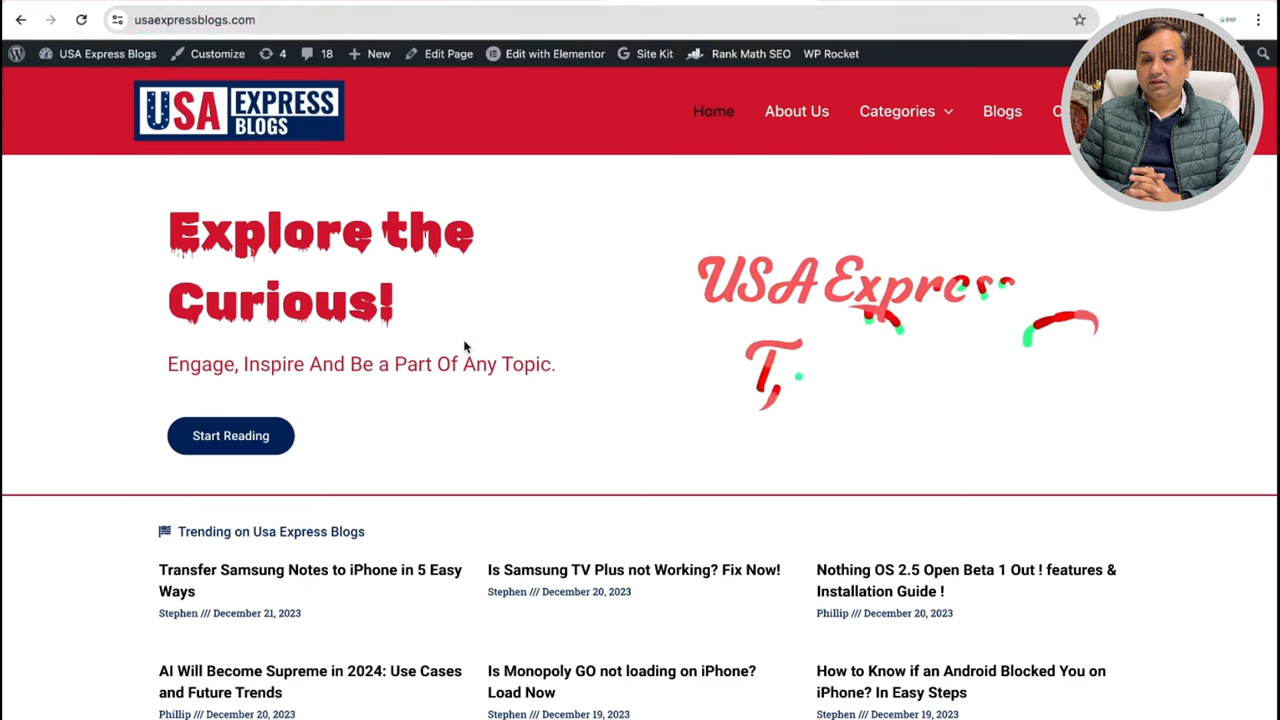 usaexpressblogs.com
USA Express Blogs Customize 4 18 New Edit Page Edit with Elementor Site Kit Rank Math SEO WP Rocket
USA EXPRESS BLOGS
Home About Us Categories Blogs
Explore the
Curious!
Engage, Inspire And Be a Part Of Any Topic.
Start Reading
USA Express
Trending on Usa Express Blogs
Transfer Samsung Notes to iPhone in 5 Easy
Ways
Stephen /// December 21, 2023
Is Samsung TV Plus not Working? Fix Now!
Stephen /// December 20, 2023
Nothing OS 2.5 Open Beta 1 Out ! features &
Installation Guide !
Phillip /// December 20, 2023
AI Will Become Supreme in 2024: Use Cases
and Future Trends
Phillip /// December 20, 2023
Is Monopoly GO not loading on iPhone?
Load Now
Stephen /// December 19, 2023
How to Know if an Android Blocked You on
iPhone? In Easy Steps
Stephen /// December 19, 2023